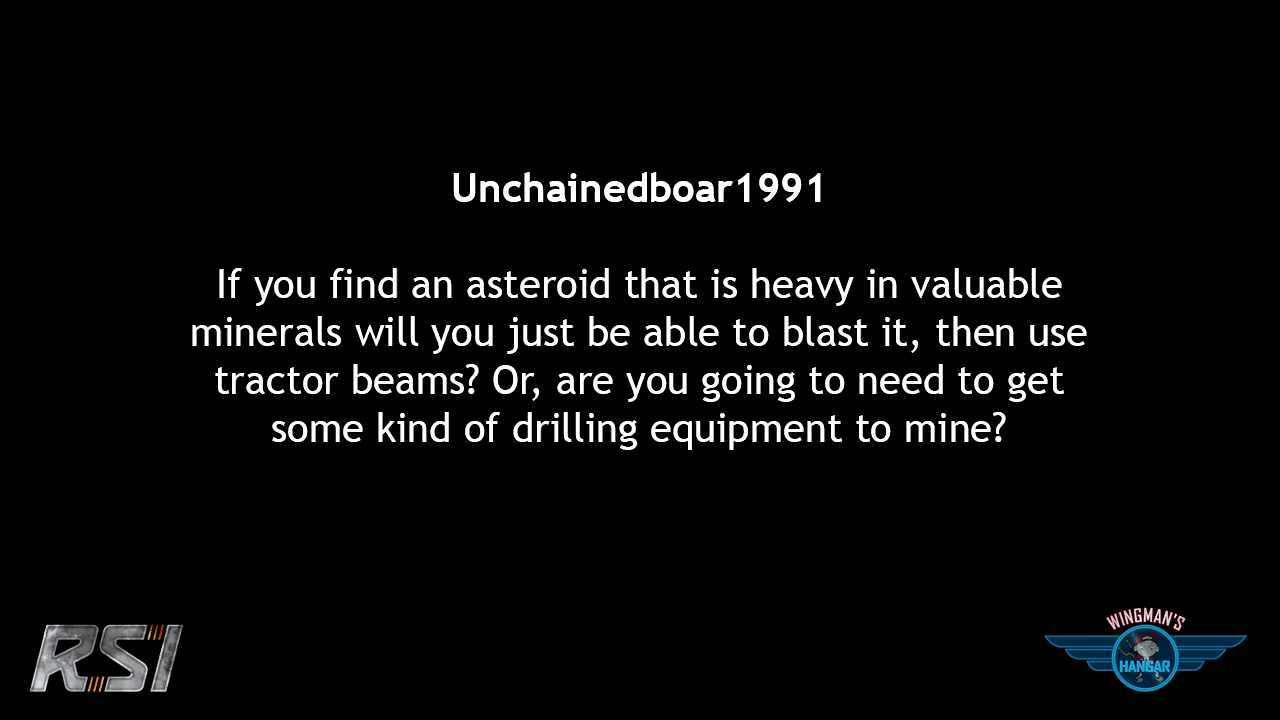 Unchainedboar1991
If you find an asteroid that is heavy in valuable
minerals will you just be able to blast it, then use
tractor beams? Or, are you going to need to get
some kind of drilling equipment to mine?
RSI
WINGMAN'S
HANGAR